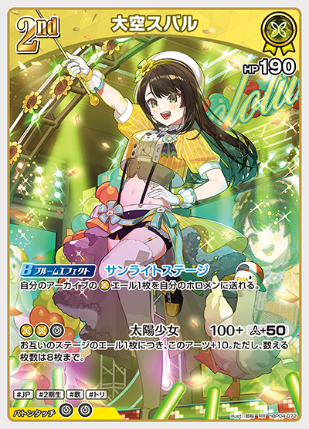 2nd
大空スバル
HP190
ブルームエフェクト サンライトステージ
自分のアーカイブのエール1枚を自分のホロメンに送れる。
太陽少女 100+ +50
お互いのステージのエール1枚につき、このアーツ+10。ただし、数える
枚数は8枚まで。
#JP #2期生 #歌 #トリ
バトンタッチ